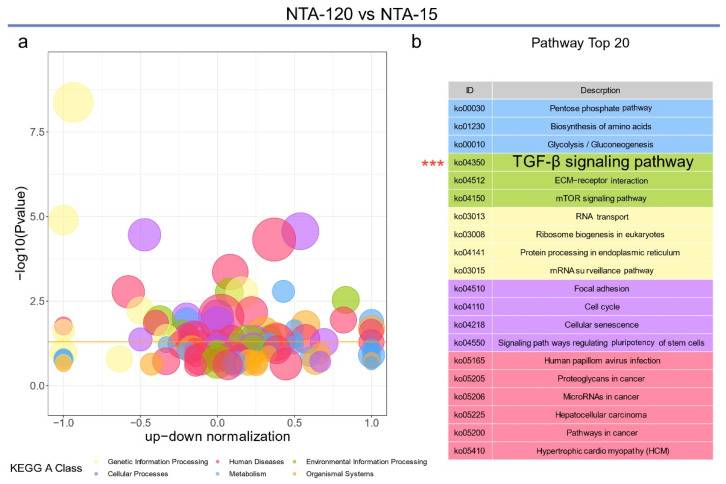 NTA-120 vs NTA-15
a
b
Pathway Top 20
ID Descrption
ko00030 Pentose phosphate pathway
ko01230 Biosynthesis of amino acids
ko00010 Glycolysis / Gluconeogenesis
*** ko04350 TGF-β signaling pathway
ko04512 ECM-receptor interaction
ko04150 mTOR signaling pathway
ko03013 RNA transport
ko03008 Ribosome biogenesis in eukaryotes
ko04141 Protein processing in endoplasmic reticulum
ko03015 mRNA su rveillance pathway
ko04510 Focal adhesion
ko04110 Cell cycle
ko04218 Cellular senescence
ko04550 Signaling path ways regulating pluripotency of stem cells
ko05165 Human papillom avirus infection
ko05205 Proteoglycans in cancer
ko05206 MicroRNAs in cancer
ko05225 Hepatocellular carcinoma
ko05200 Pathways in cancer
ko05410 Hypertrophic cardio myopathy (HCM)
−log10(Pvalue)
7.5
5.0
2.5
0.0
−1.0 −0.5 0.0 0.5 1.0
up-down normalization
KEGG A Class
Genetic Information Processing Human Diseases Environmental Information Processing
Cellular Processes Metabolism Organismal Systems